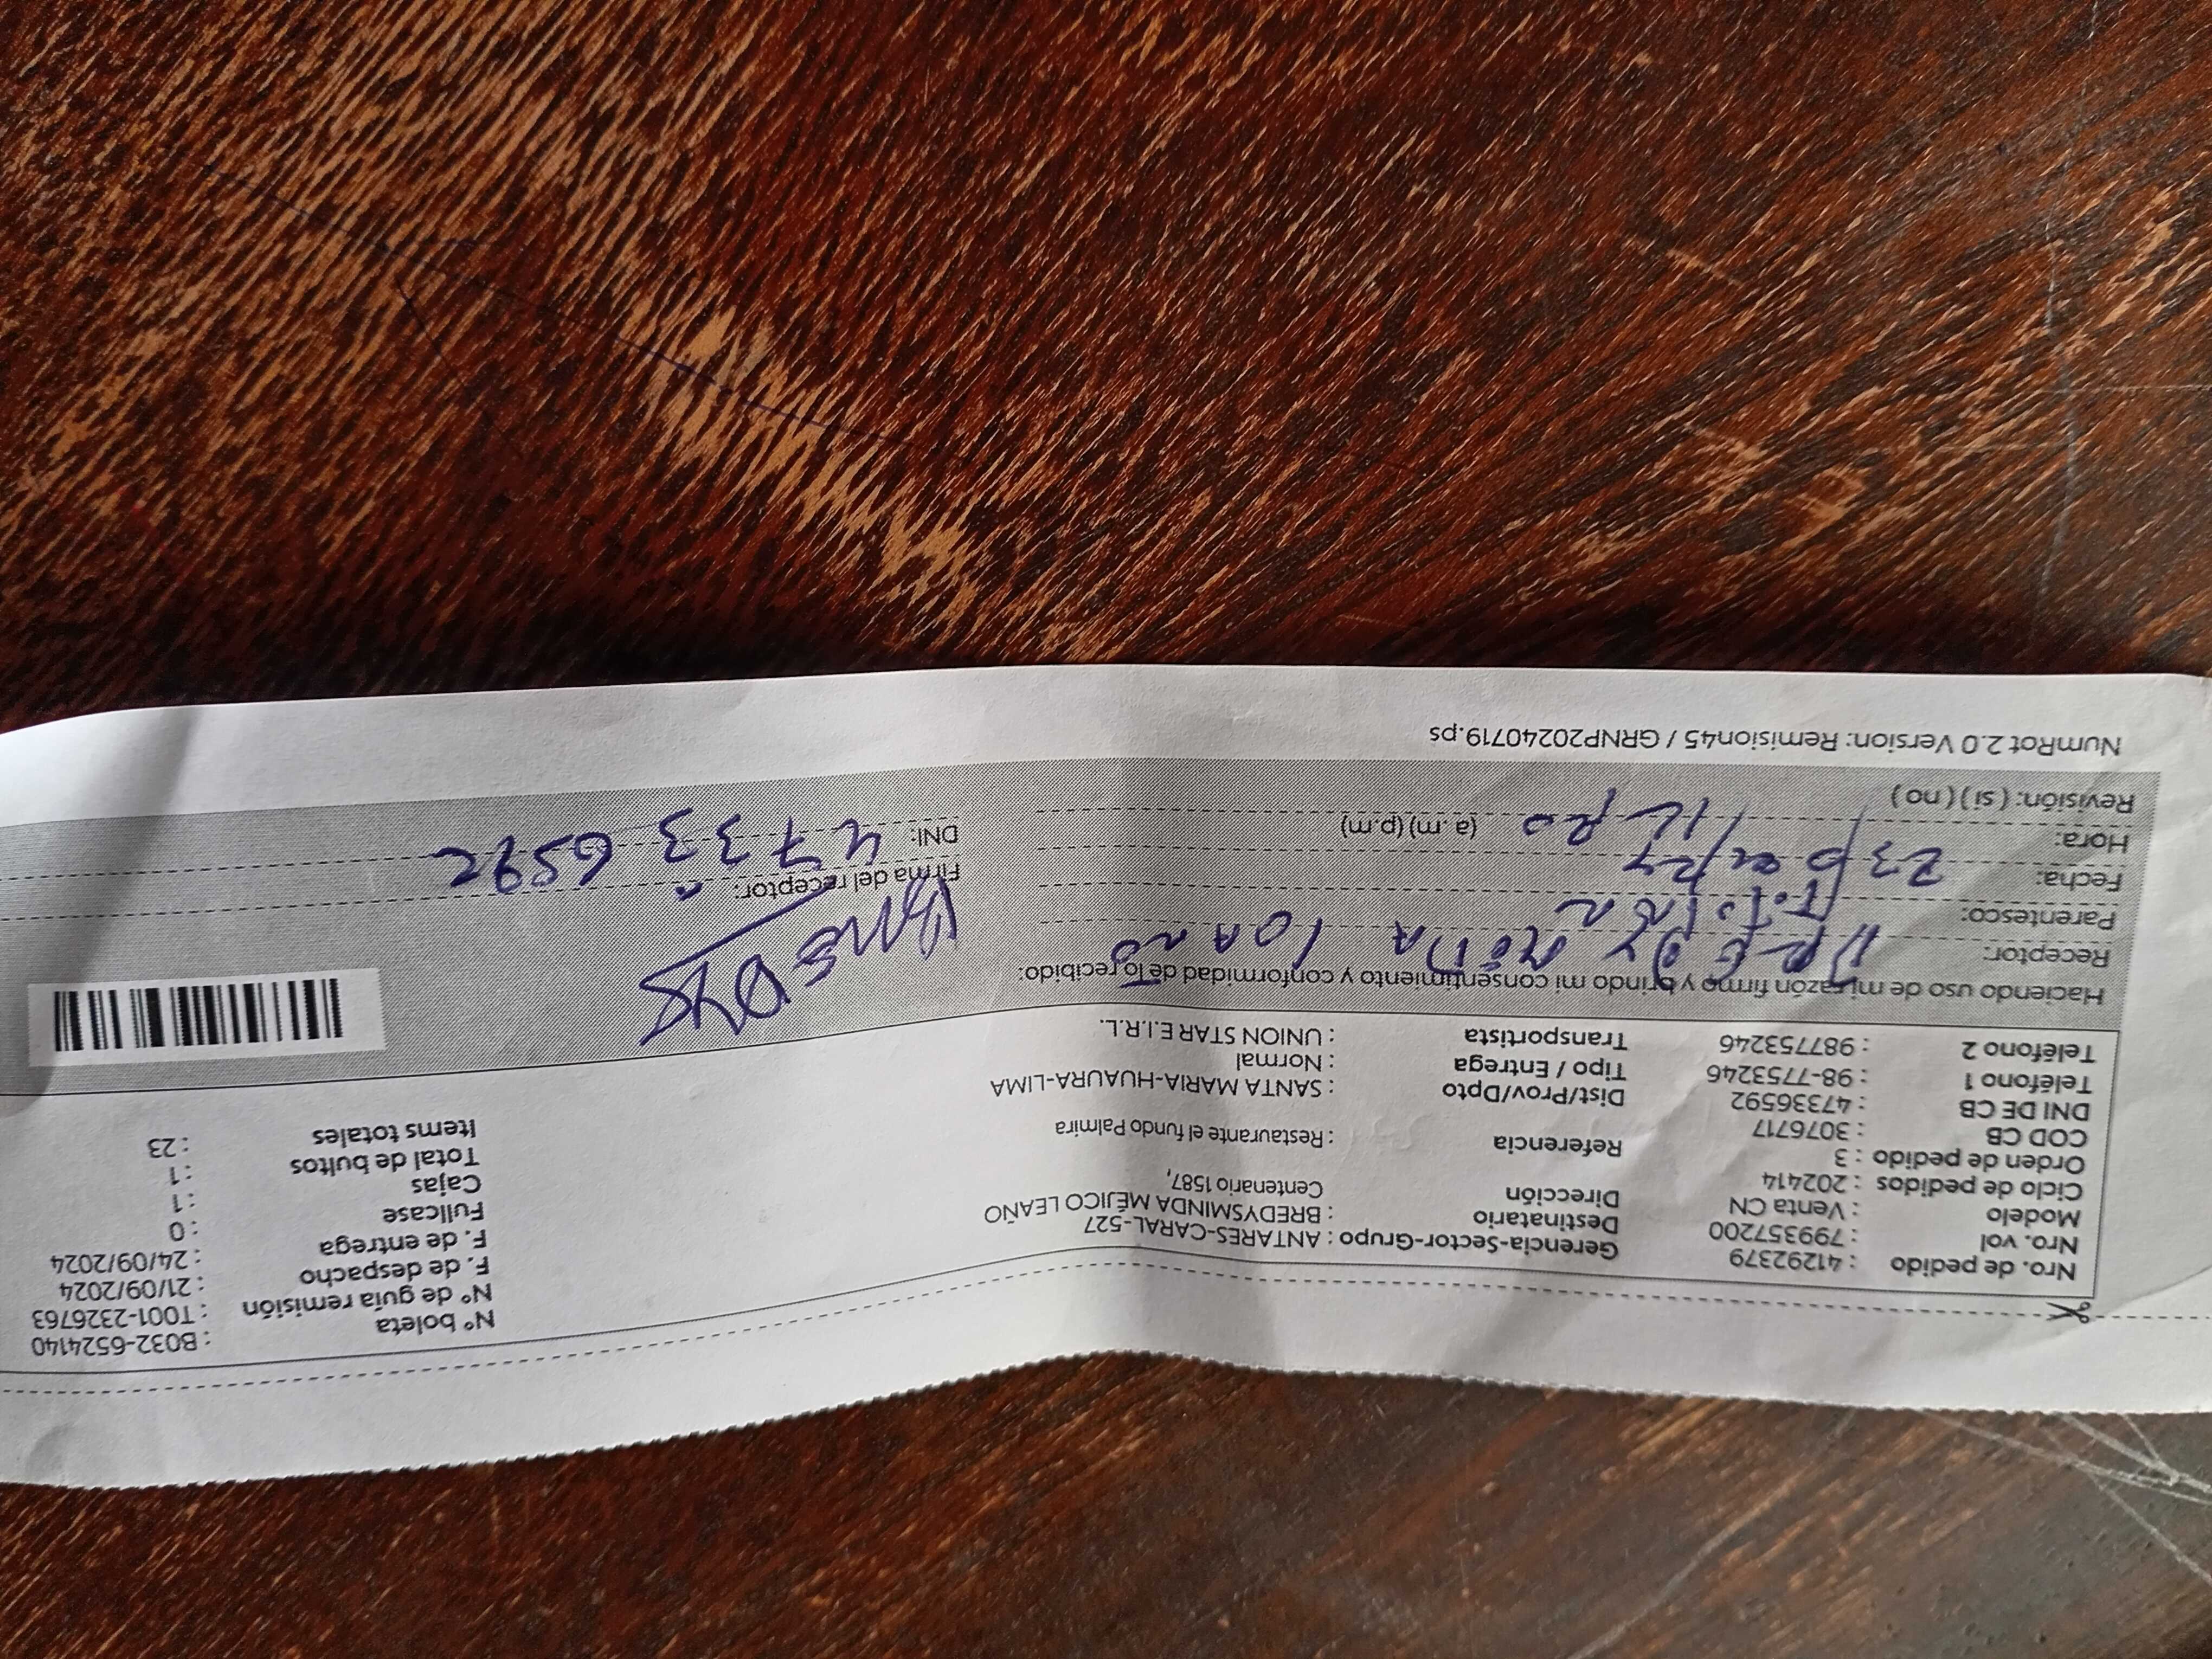 Nº boleta : B032-6524140
Nº de guía remisión : T001-2326763
F. de despacho : 21/09/2024
F. de entrega : 24/09/2024
Fullcase : 0
Cajas : 1
Total de bultos : 1
Items totales : 23
Nro. de pedido : 41292379
Nro. vol : 799357200
Modelo : Venta CN
Ciclo de pedidos : 202414
Orden de pedido : 3
COD CB : 3076717
DNI DE CB : 47336592
Teléfono 1 : 98-7753246
Teléfono 2 : 987753246
Gerencia-Sector-Grupo : ANTARES-CARAL-527
Destinatario : BREDYSMINDA MÉJICO LEAÑO
Dirección Centenario 1587,
Referencia : Restaurante el fundo Palmira
Dist/Prov/Dpto : SANTA MARIA-HUAURA-LIMA
Tipo / Entrega : Normal
Transportista : UNION STAR E.I.R.L.
Haciendo uso de mi razón firmo y brindo mi consentimiento y conformidad de lo recibido:
Receptor:
Parentesco:
Fecha: 23
Hora: (a.m) (p.m)
Revisión: ( si ) ( no )
Firma del receptor:
DNI: 47336592
NumRot 2.0 Version: Remision45 / GRNP20240719.ps